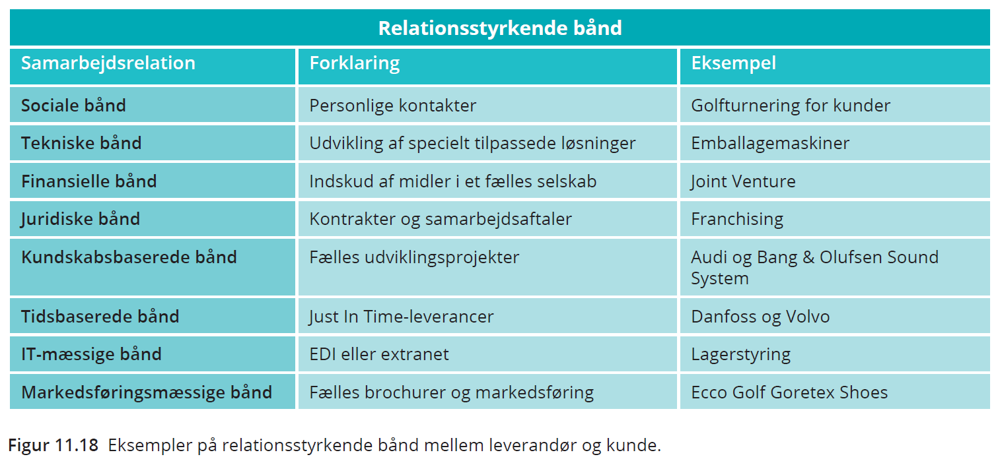 Relationsstyrkende bånd
Samarbejdsrelation Forklaring Eksempel
Sociale bånd Personlige kontakter Golfturnering for kunder
Tekniske bånd Udvikling af specielt tilpassede løsninger Emballagemaskiner
Finansielle bånd Indskud af midler i et fælles selskab Joint Venture
Juridiske bånd Kontrakter og samarbejdsaftaler Franchising
Kundskabsbaserede bånd Fælles udviklingsprojekter Audi og Bang & Olufsen Sound
System
Tidsbaserede bånd Just In Time-leverancer Danfoss og Volvo
IT-mæssige bånd EDI eller extranet Lagerstyring
Markedsføringsmæssige bånd Fælles brochurer og markedsføring Ecco Golf Goretex Shoes
Figur 11.18 Eksempler på relationsstyrkende bånd mellem leverandør og kunde.